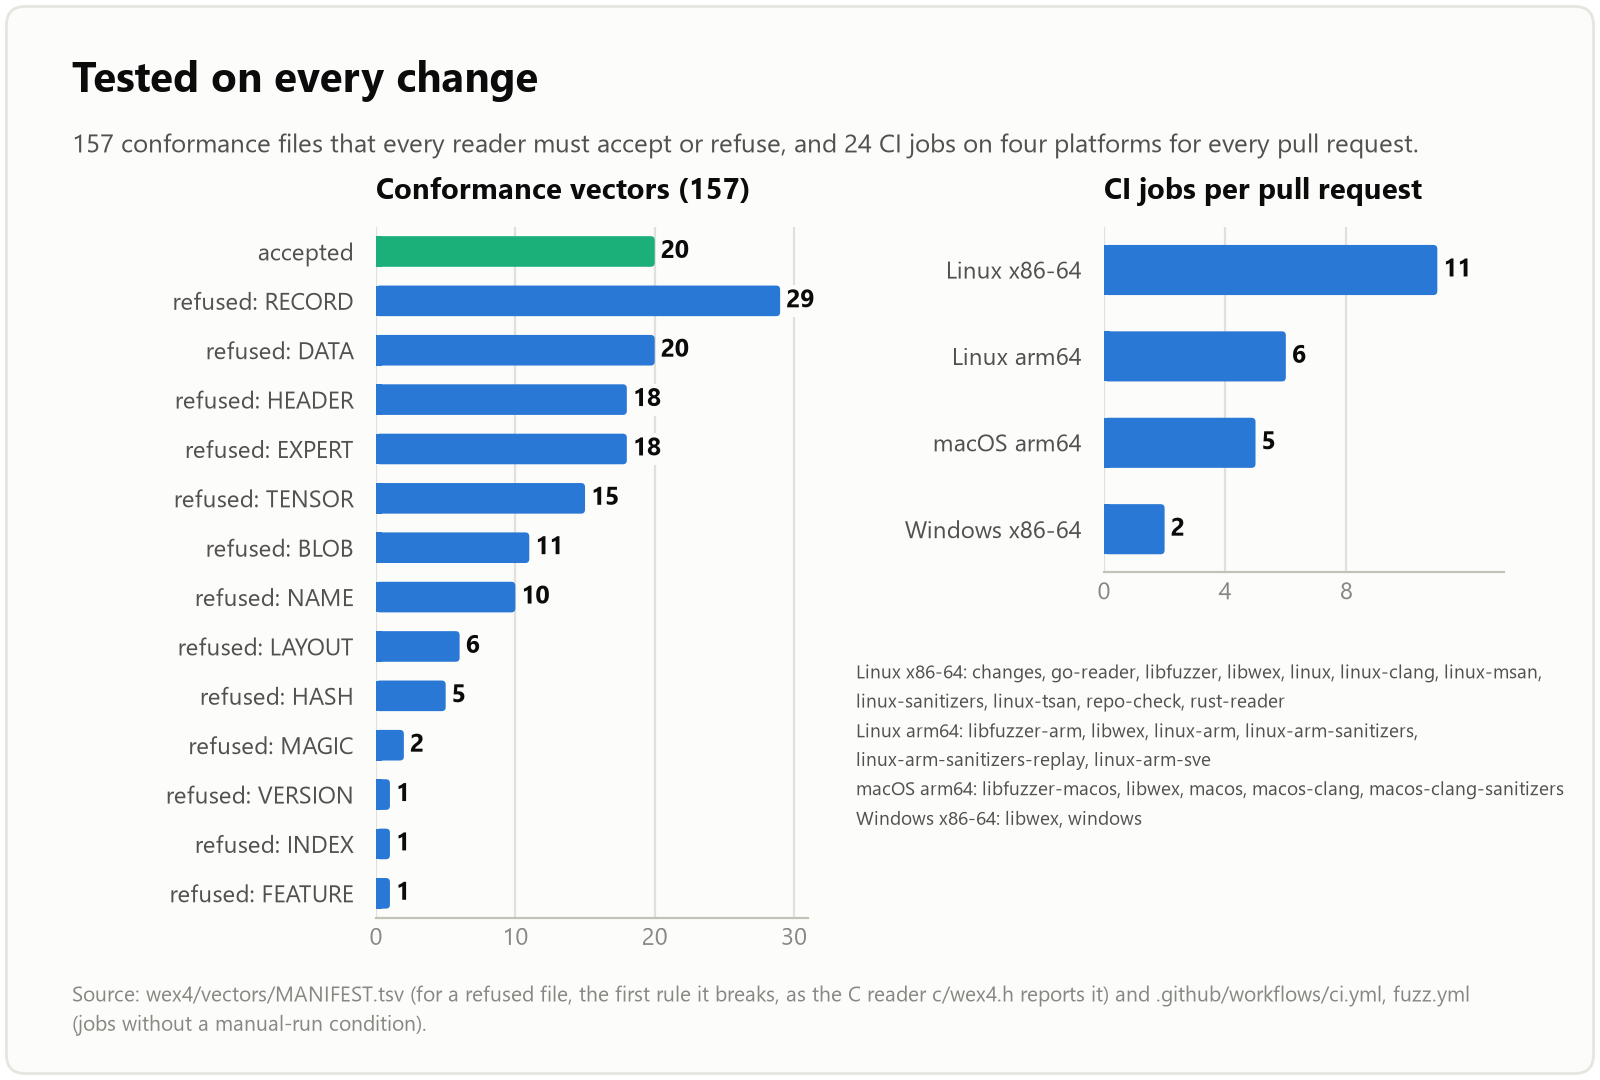 Tested on every change
157 conformance files that every reader must accept or refuse, and 24 CI jobs on four platforms for every pull request.
Conformance vectors (157)
accepted 20
refused: RECORD 29
refused: DATA 20
refused: HEADER 18
refused: EXPERT 18
refused: TENSOR 15
refused: BLOB 11
refused: NAME 10
refused: LAYOUT 6
refused: HASH 5
refused: MAGIC 2
refused: VERSION 1
refused: INDEX 1
refused: FEATURE 1
0 10 20 30
CI jobs per pull request
Linux x86-64 11
Linux arm64 6
macOS arm64 5
Windows x86-64 2
0 4 8
Linux x86-64: changes, go-reader, libfuzzer, libwex, linux, linux-clang, linux-msan,
linux-sanitizers, linux-tsan, repo-check, rust-reader
Linux arm64: libfuzzer-arm, libwex, linux-arm, linux-arm-sanitizers,
linux-arm-sanitizers-replay, linux-arm-sve
macOS arm64: libfuzzer-macos, libwex, macos, macos-clang, macos-clang-sanitizers
Windows x86-64: libwex, windows
Source: wex4/vectors/MANIFEST.tsv (for a refused file, the first rule it breaks, as the C reader c/wex4.h reports it) and .github/workflows/ci.yml, fuzz.yml
(jobs without a manual-run condition).